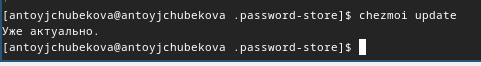 [antoyjchubekova@antoyjchubekova .password-store]$ chezmoi update
Уже актуально.
[antoyjchubekova@antoyjchubekova .password-store]$